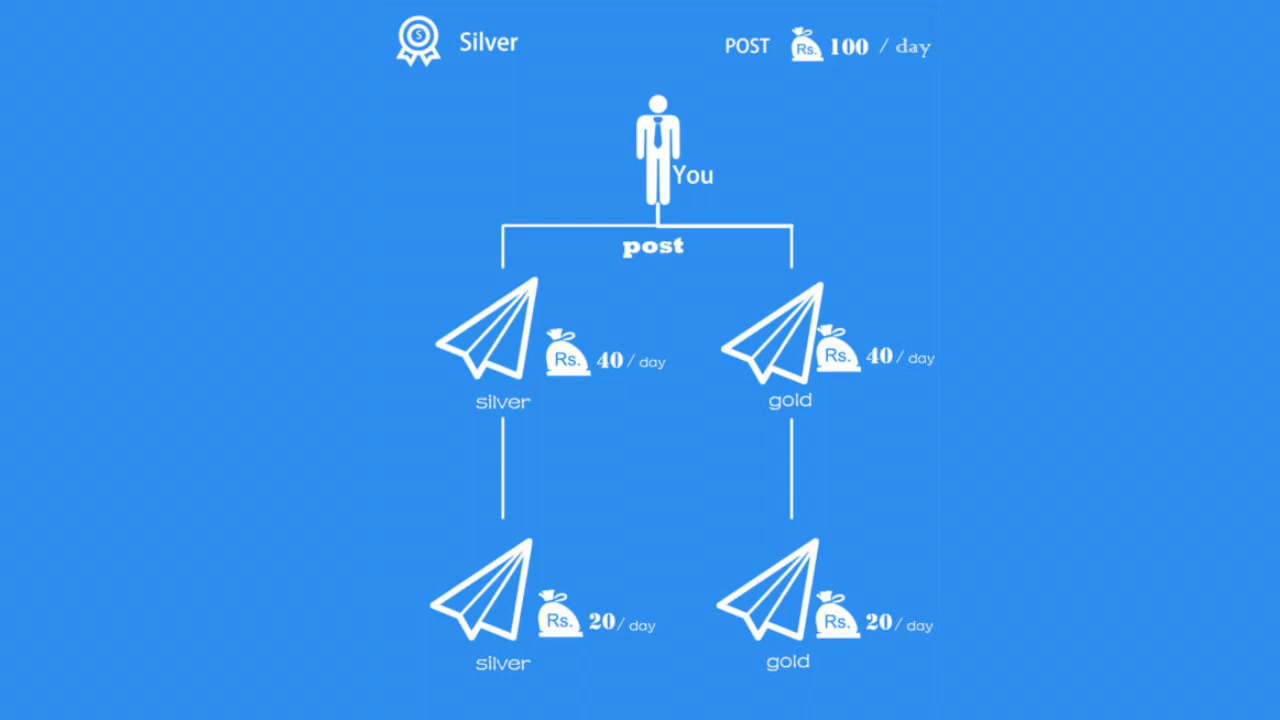 S Silver
POST Rs. 100 / day
You
post
Rs. 40 / day
Rs. 40 / day
silver
gold
Rs. 20 / day
Rs. 20 / day
silver
gold